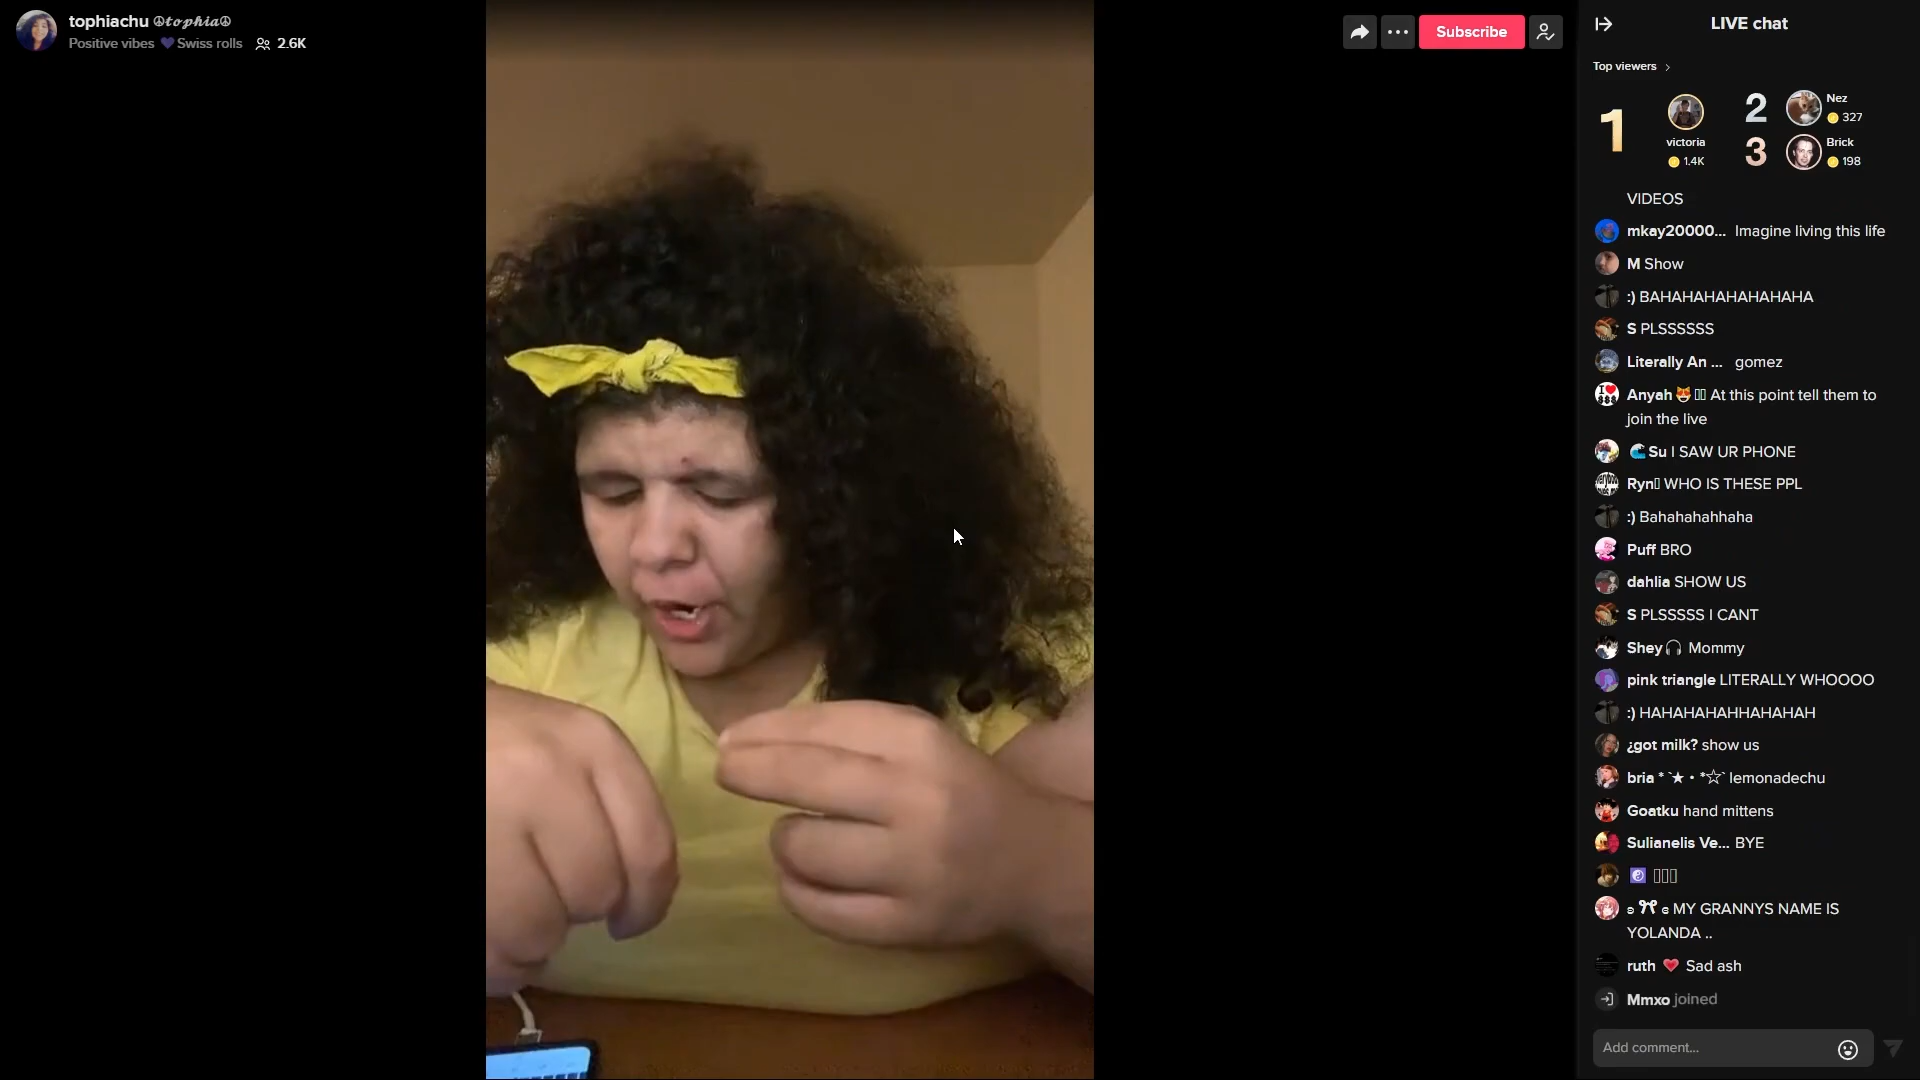 tophiachu ☮𝓽𝓸𝓹𝓱𝓲𝓪☮
Positive vibes 💜Swiss rolls 2.6K
Subscribe
LIVE chat
Top viewers
1
victoria
1.4K
2
Nez
327
3
Brick
198
VIDEOS
mkay20000... Imagine living this life
M Show
:) BAHAHAHAHAHAHAHA
S PLSSSSSS
Literally An ... gomez
Anyah😻 At this point tell them to
join the live
🌊Su I SAW UR PHONE
Ryn WHO IS THESE PPL
:) Bahahahahhaha
Puff BRO
dahlia SHOW US
S PLSSSSS I CANT
Shey🎧 Mommy
pink triangle LITERALLY WHOOOO
:) HAHAHAHAHHAHAHAH
¿got milk? show us
bria * ˋ★ • *☆ˊ lemonadechu
Goatku hand mittens
Sulianelis Ve... BYE
☯
ʚ 🎀 ɞ MY GRANNYS NAME IS
YOLANDA ..
ruth ❤️ Sad ash
Mmxo joined
Add comment...